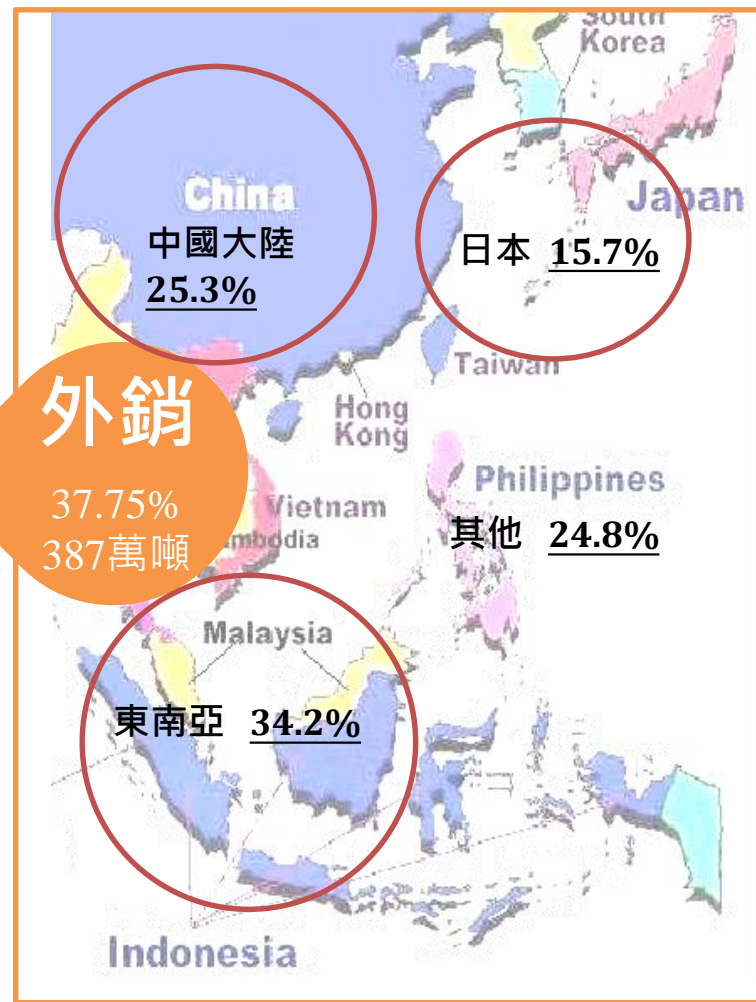 South
Korea
China
中國大陸
25.3%
Japan
日本 15.7%
Taiwan
Hong
Kong
外銷
37.75%
387萬噸
Vietnam
mbodia
Philippines
其他 24.8%
Malaysia
東南亞 34.2%
Indonesia